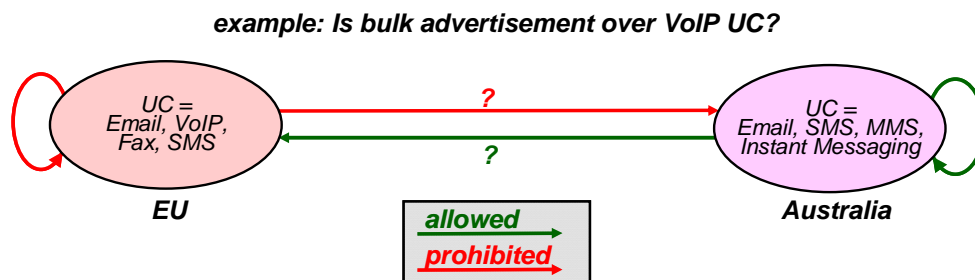 example: Is bulk advertisement over VoIP UC?
UC =
Email, VoIP,
Fax, SMS
?
?
UC =
Email, SMS, MMS,
Instant Messaging
EU
Australia
allowed
prohibited